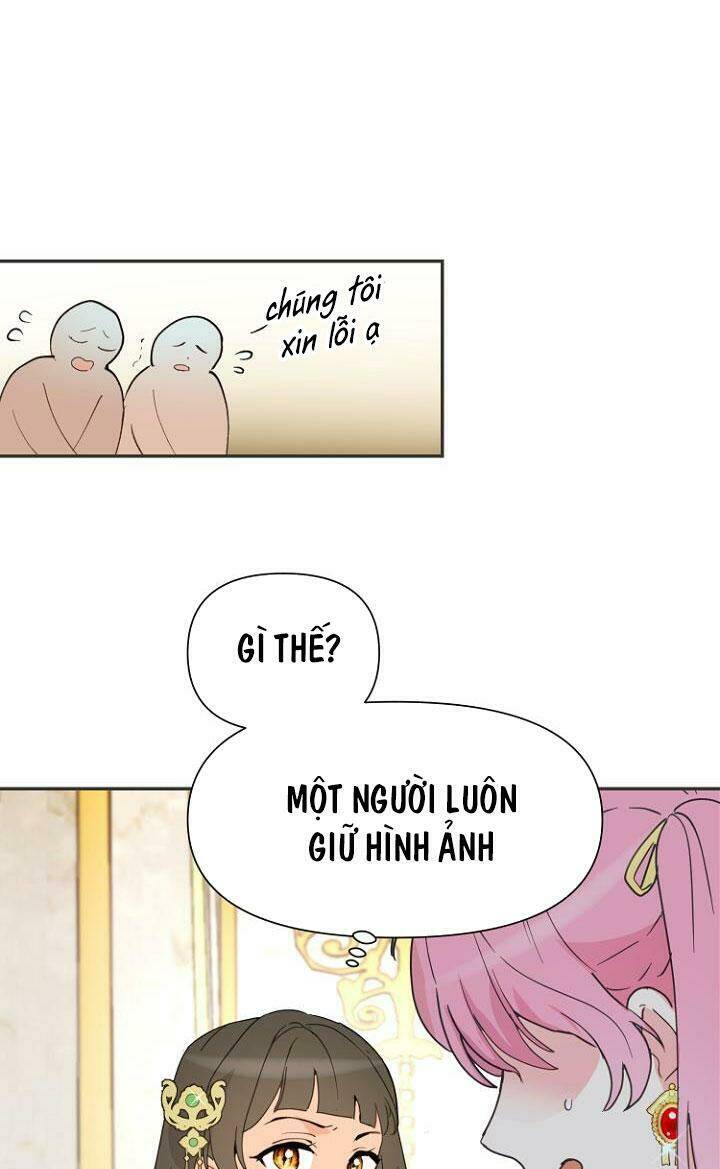 chúng tôi
xin lỗi ạ
GÌ THẾ?
MỘT NGƯỜI LUÔN
GIỮ HÌNH ẢNH